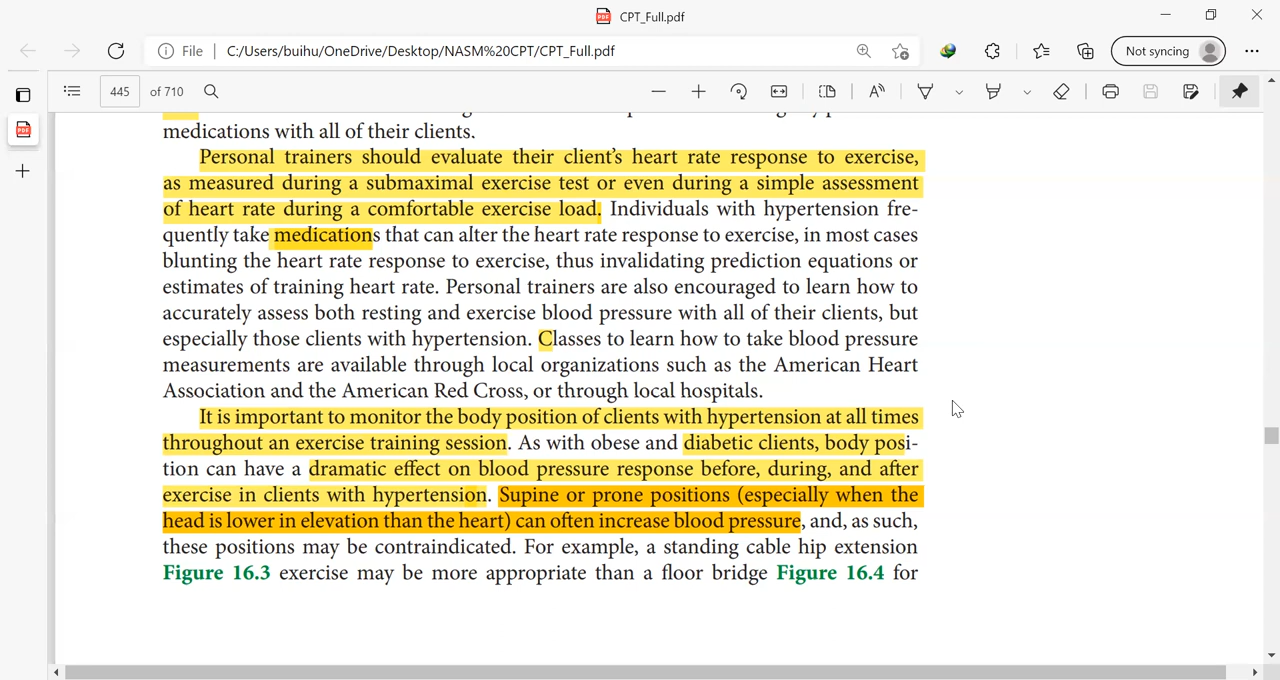 CPT_Full.pdf
File | C:/Users/buihu/OneDrive/Desktop/NASM%20CPT/CPT_Full.pdf
Not syncing
445 of 710
medications with all of their clients.
Personal trainers should evaluate their client's heart rate response to exercise,
as measured during a submaximal exercise test or even during a simple assessment
of heart rate during a comfortable exercise load. Individuals with hypertension fre-
quently take medications that can alter the heart rate response to exercise, in most cases
blunting the heart rate response to exercise, thus invalidating prediction equations or
estimates of training heart rate. Personal trainers are also encouraged to learn how to
accurately assess both resting and exercise blood pressure with all of their clients, but
especially those clients with hypertension. Classes to learn how to take blood pressure
measurements are available through local organizations such as the American Heart
Association and the American Red Cross, or through local hospitals.
It is important to monitor the body position of clients with hypertension at all times
throughout an exercise training session. As with obese and diabetic clients, body posi-
tion can have a dramatic effect on blood pressure response before, during, and after
exercise in clients with hypertension. Supine or prone positions (especially when the
head is lower in elevation than the heart) can often increase blood pressure, and, as such,
these positions may be contraindicated. For example, a standing cable hip extension
Figure 16.3 exercise may be more appropriate than a floor bridge Figure 16.4 for